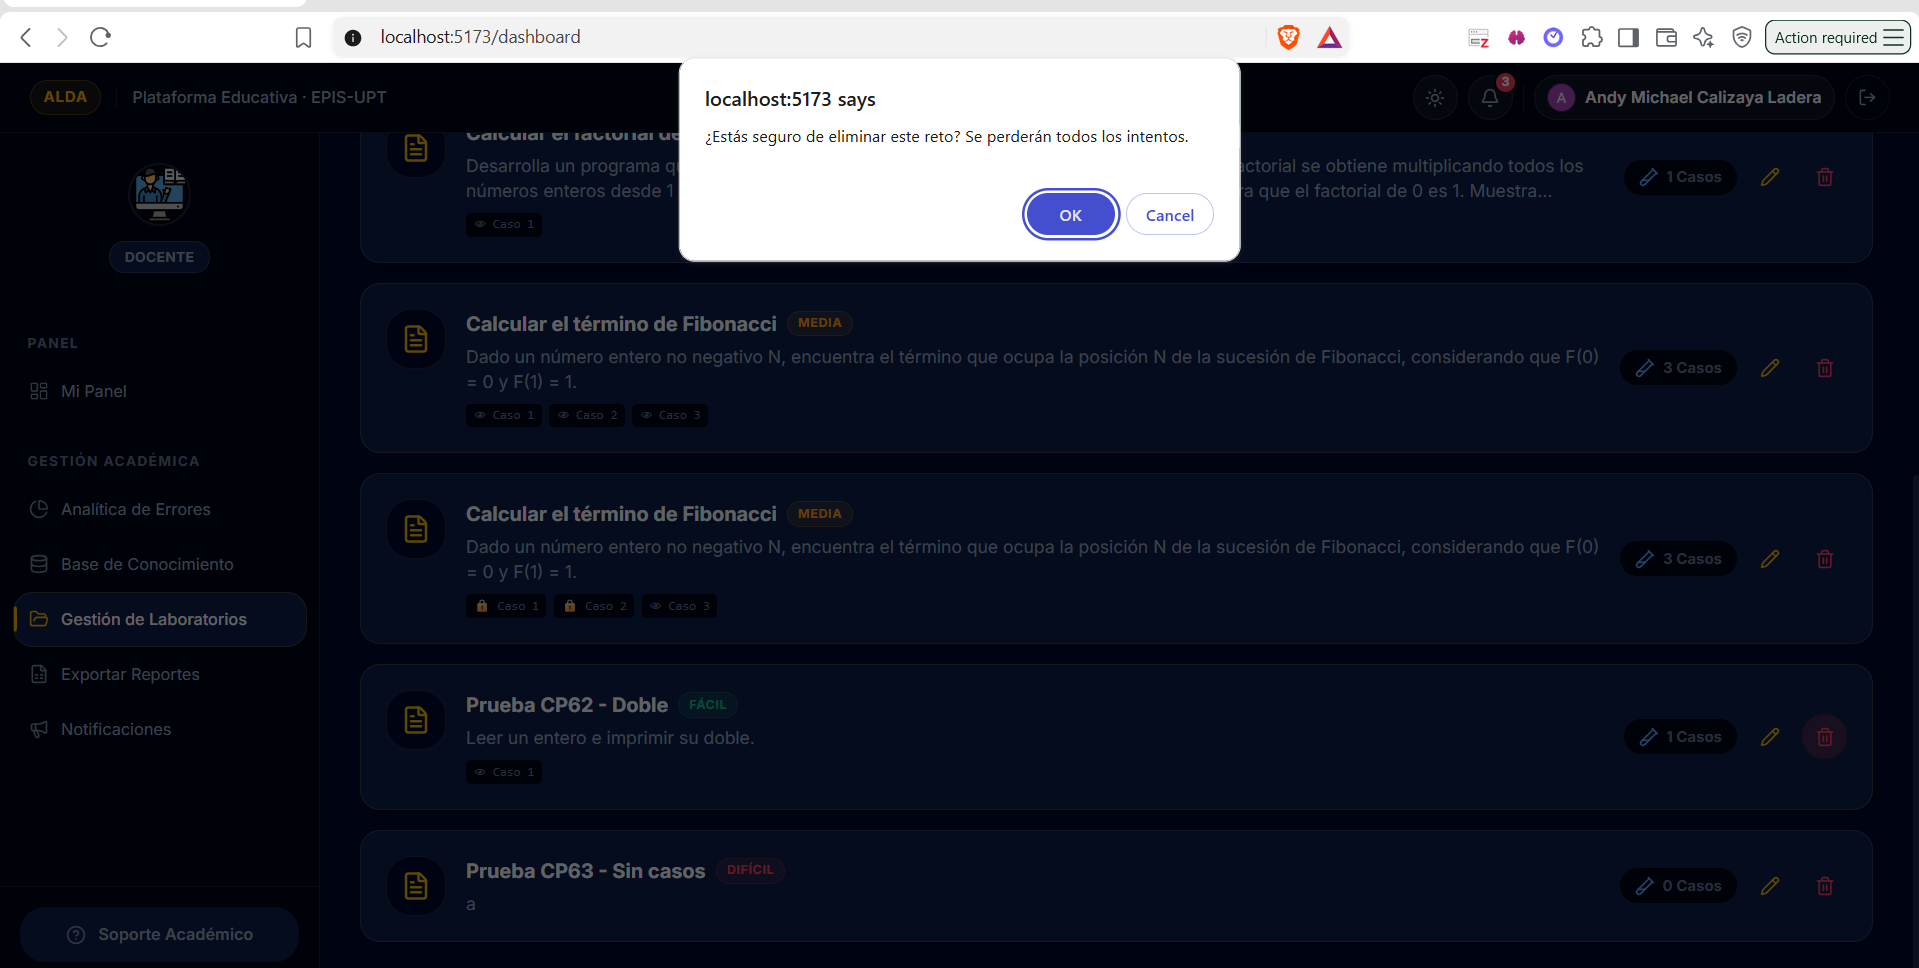 localhost:5173/dashboard
Action required
localhost:5173 says
¿Estás seguro de eliminar este reto? Se perderán todos los intentos.
OK
Cancel
ALDA
Plataforma Educativa · EPIS-UPT
3
A
Andy Michael Calizaya Ladera
DOCENTE
PANEL
Mi Panel
GESTIÓN ACADÉMICA
Analítica de Errores
Base de Conocimiento
Gestión de Laboratorios
Exportar Reportes
Notificaciones
Soporte Académico
Calcular el factorial de
Desarrolla un programa factorial se obtiene multiplicando todos los
números enteros desde 1 que el factorial de 0 es 1. Muestra...
Caso 1
1 Casos
Calcular el término de Fibonacci
MEDIA
Dado un número entero no negativo N, encuentra el término que ocupa la posición N de la sucesión de Fibonacci, considerando que F(0)
= 0 y F(1) = 1.
Caso 1 Caso 2 Caso 3
3 Casos
Calcular el término de Fibonacci
MEDIA
Dado un número entero no negativo N, encuentra el término que ocupa la posición N de la sucesión de Fibonacci, considerando que F(0)
= 0 y F(1) = 1.
Caso 1 Caso 2 Caso 3
3 Casos
Prueba CP62 - Doble
FÁCIL
Leer un entero e imprimir su doble.
Caso 1
1 Casos
Prueba CP63 - Sin casos
DIFÍCIL
a
0 Casos